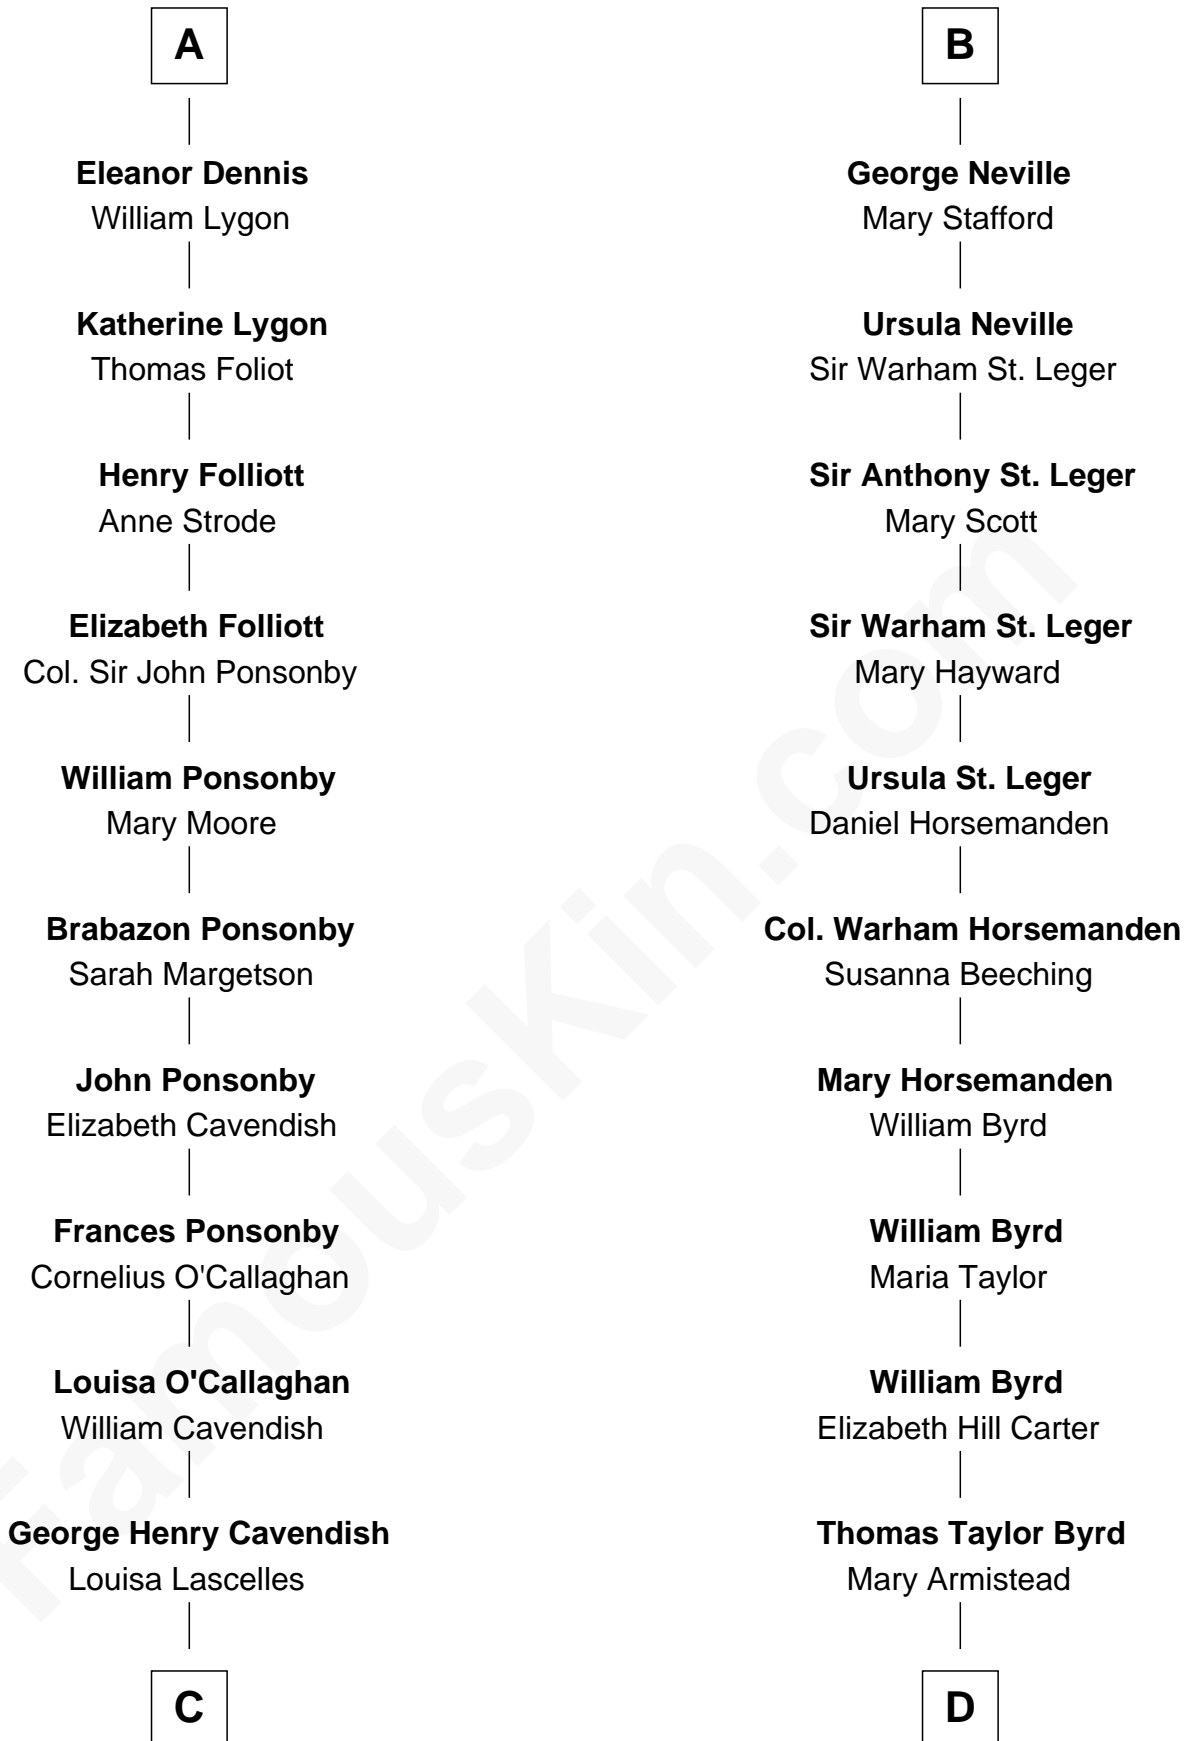 A
Eleanor Dennis
William Lygon
Katherine Lygon
Thomas Foliot
Henry Folliott
Anne Strode
Elizabeth Folliott
Col. Sir John Ponsonby
William Ponsonby
Mary Moore
Brabazon Ponsonby
Sarah Margetson
John Ponsonby
Elizabeth Cavendish
Frances Ponsonby
Cornelius O'Callaghan
Louisa O'Callaghan
William Cavendish
George Henry Cavendish
Louisa Lascelles
C
B
George Neville
Mary Stafford
Ursula Neville
Sir Warham St. Leger
Sir Anthony St. Leger
Mary Scott
Sir Warham St. Leger
Mary Hayward
Ursula St. Leger
Daniel Horsemanden
Col. Warham Horsemanden
Susanna Beeching
Mary Horsemanden
William Byrd
William Byrd
Maria Taylor
William Byrd
Elizabeth Hill Carter
Thomas Taylor Byrd
Mary Armistead
D
FamousKin.com